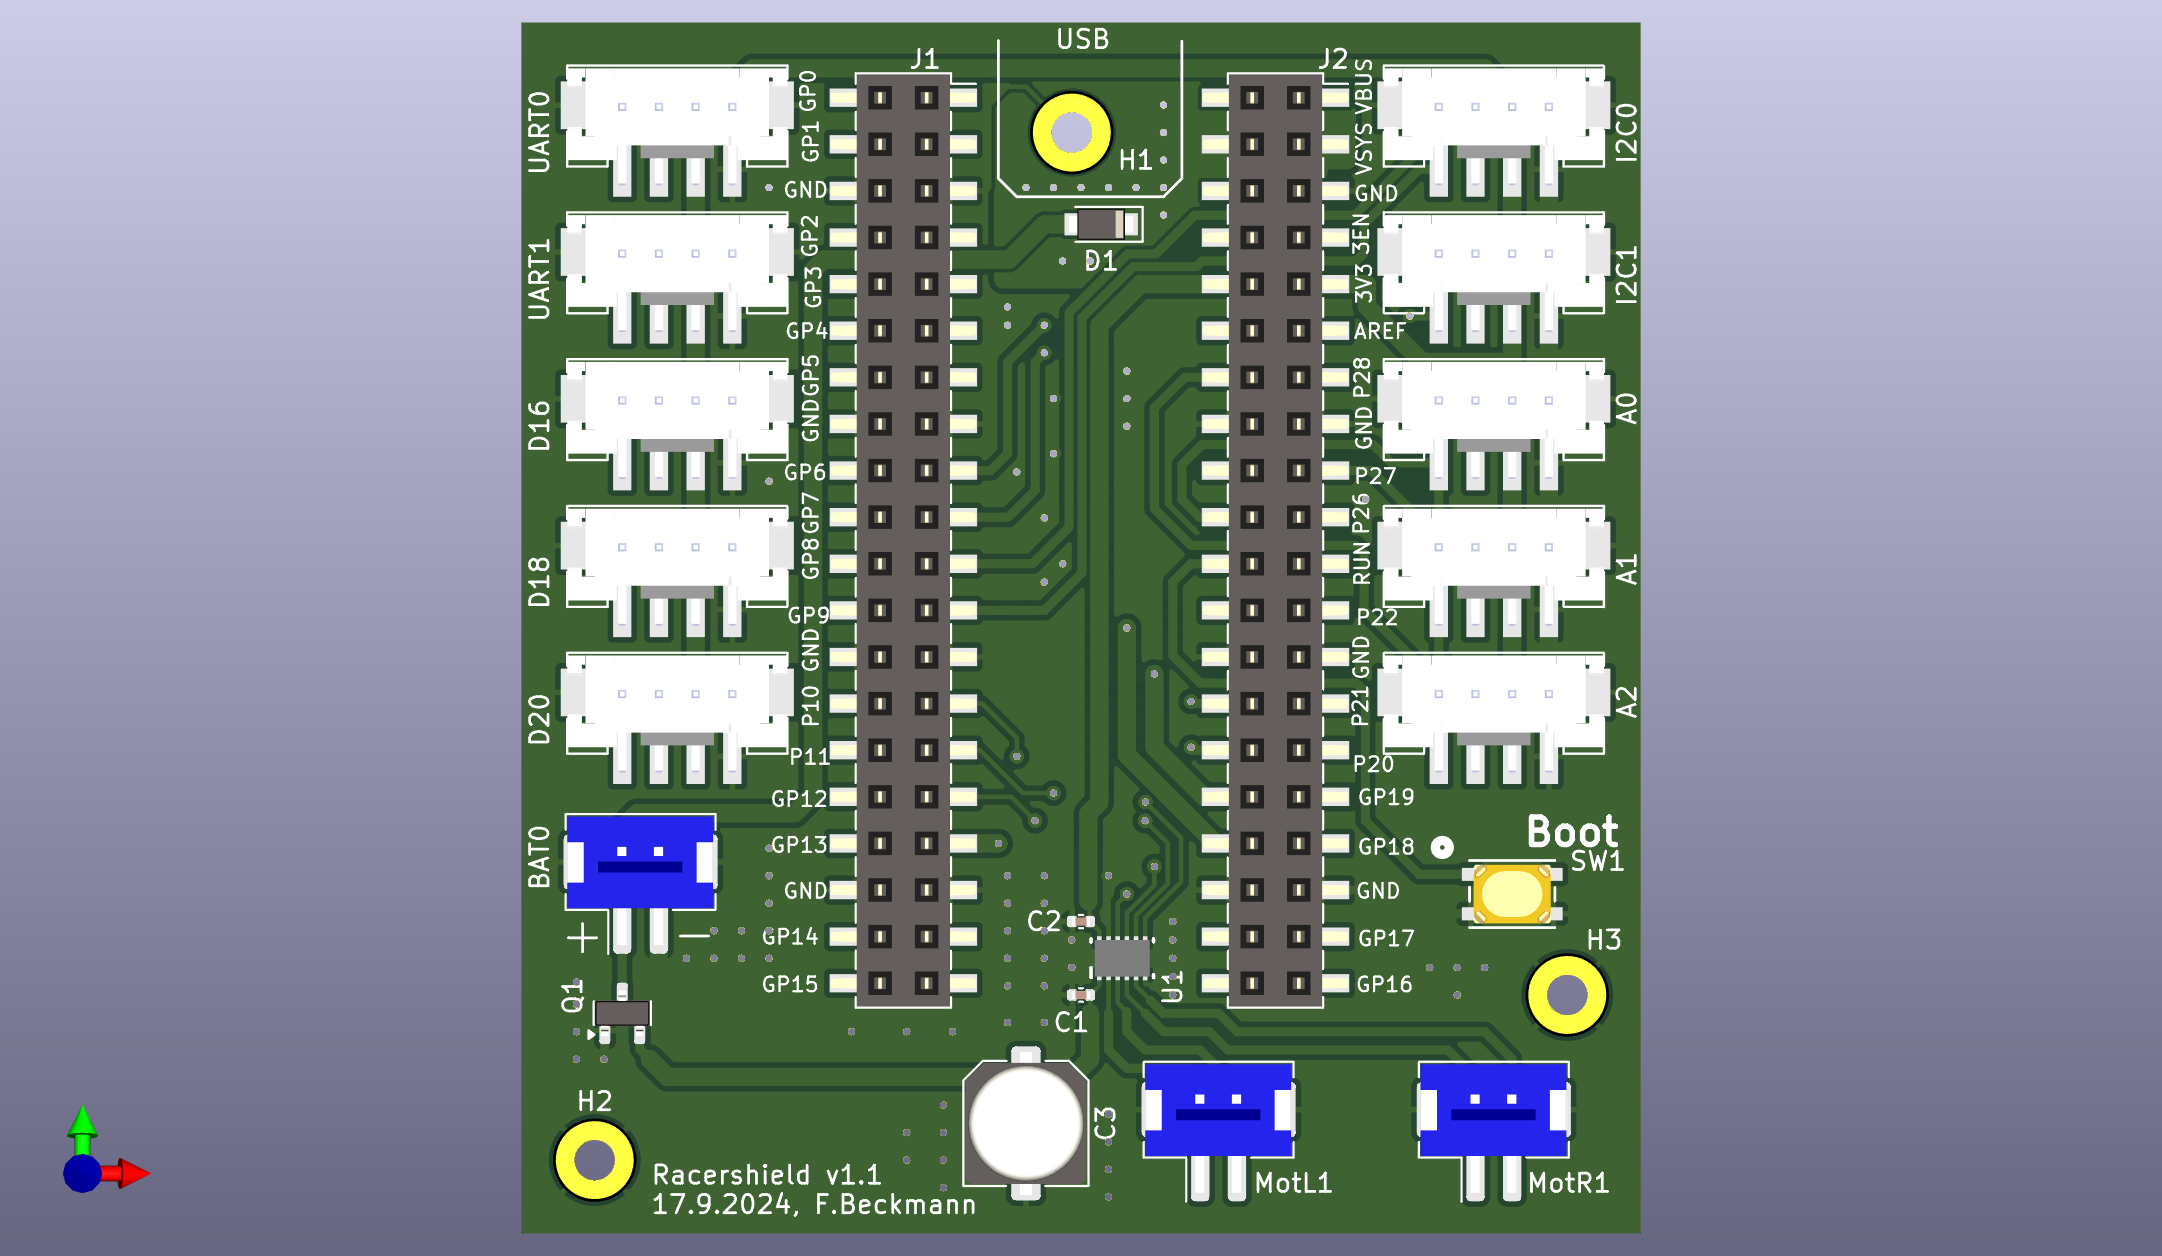 USB
J1
J2
UART0
GP0
GP1
GND
H1
VBUS
VSYS
GND
I2C0
UART1
GP2
GP3
GP4
D1
3EN
3V3
AREF
I2C1
D16
GP5
GND
GP6
P28
GND
P27
A0
D18
GP7
GP8
GP9
P26
RUN
P22
A1
D20
GND
P10
P11
GND
P21
P20
A2
BAT0
GP12
GP13
GND
GP14
GP15
GP19
GP18
GND
GP17
GP16
Boot
SW1
+ −
C2
U1
C1
Q1
H3
H2
C3
Racershield v1.1
17.9.2024, F.Beckmann
MotL1
MotR1